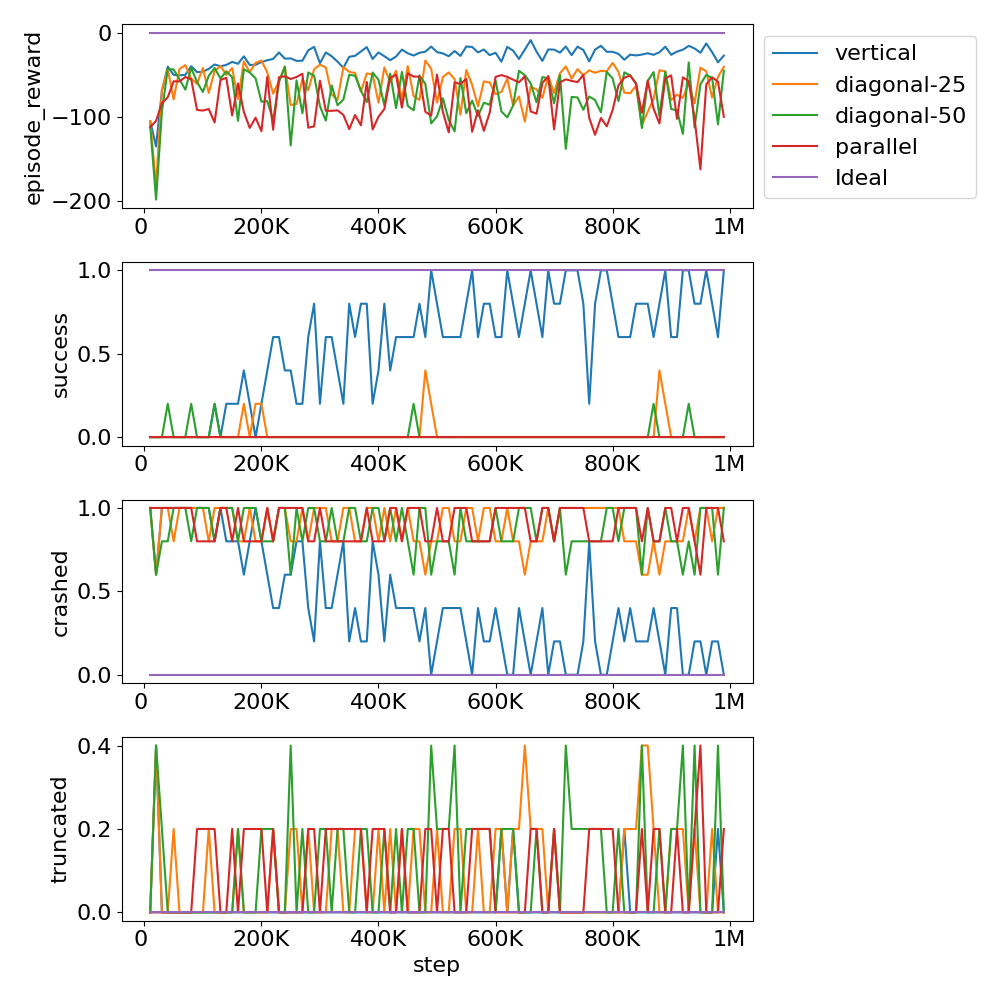 episode_reward
0
−100
−200
0 200K 400K 600K 800K 1M
vertical
diagonal-25
diagonal-50
parallel
Ideal
success
1.0
0.5
0.0
0 200K 400K 600K 800K 1M
crashed
1.0
0.5
0.0
0 200K 400K 600K 800K 1M
truncated
0.4
0.2
0.0
0 200K 400K 600K 800K 1M
step